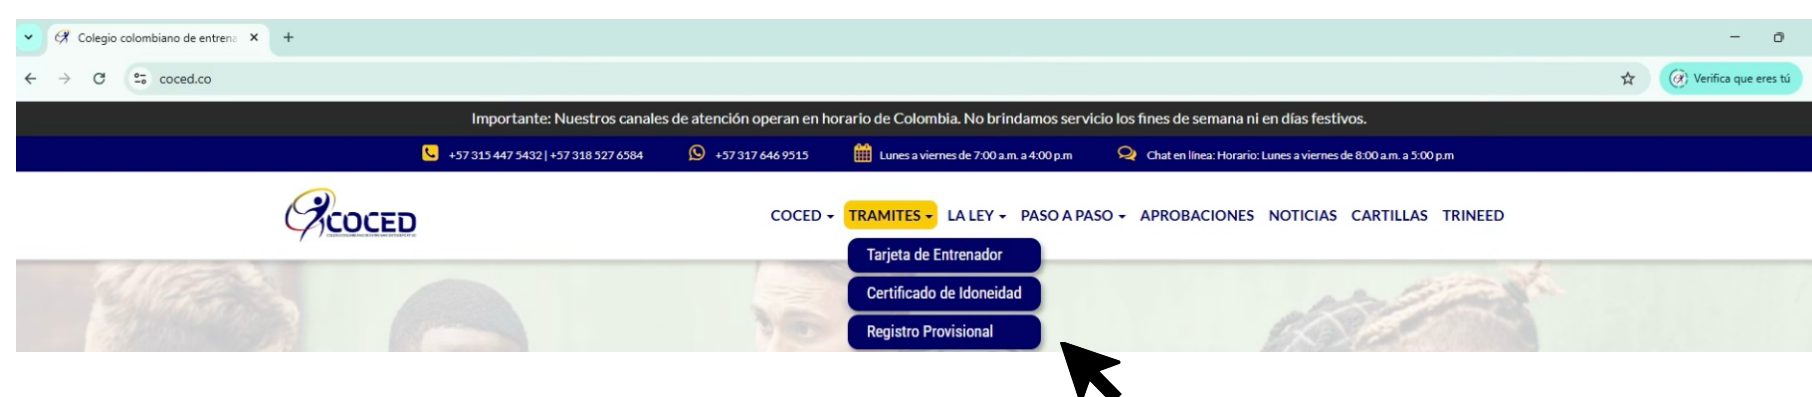 Colegio colombiano de entrena
coced.co
Verifica que eres tú
Importante: Nuestros canales de atención operan en horario de Colombia. No brindamos servicio los fines de semana ni en días festivos.
+57 315 447 5432 | +57 318 527 6584 +57 317 646 9515 Lunes a viernes de 7:00 a.m. a 4:00 p.m Chat en línea: Horario: Lunes a viernes de 8:00 a.m. a 5:00 p.m
COCED
COCED TRAMITES LA LEY PASO A PASO APROBACIONES NOTICIAS CARTILLAS TRINEED
Tarjeta de Entrenador
Certificado de Idoneidad
Registro Provisional